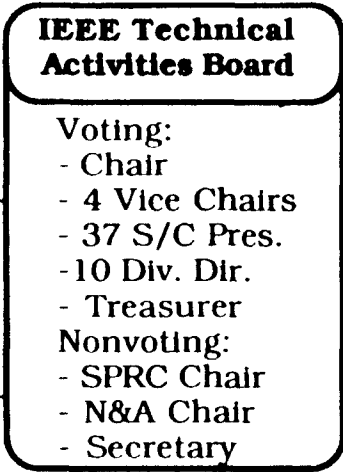 IEEE Technical
Activities Board
Voting:
- Chair
- 4 Vice Chairs
- 37 S/C Pres.
-10 Div. Dir.
- Treasurer
Nonvoting:
- SPRC Chair
- N&A Chair
- Secretary